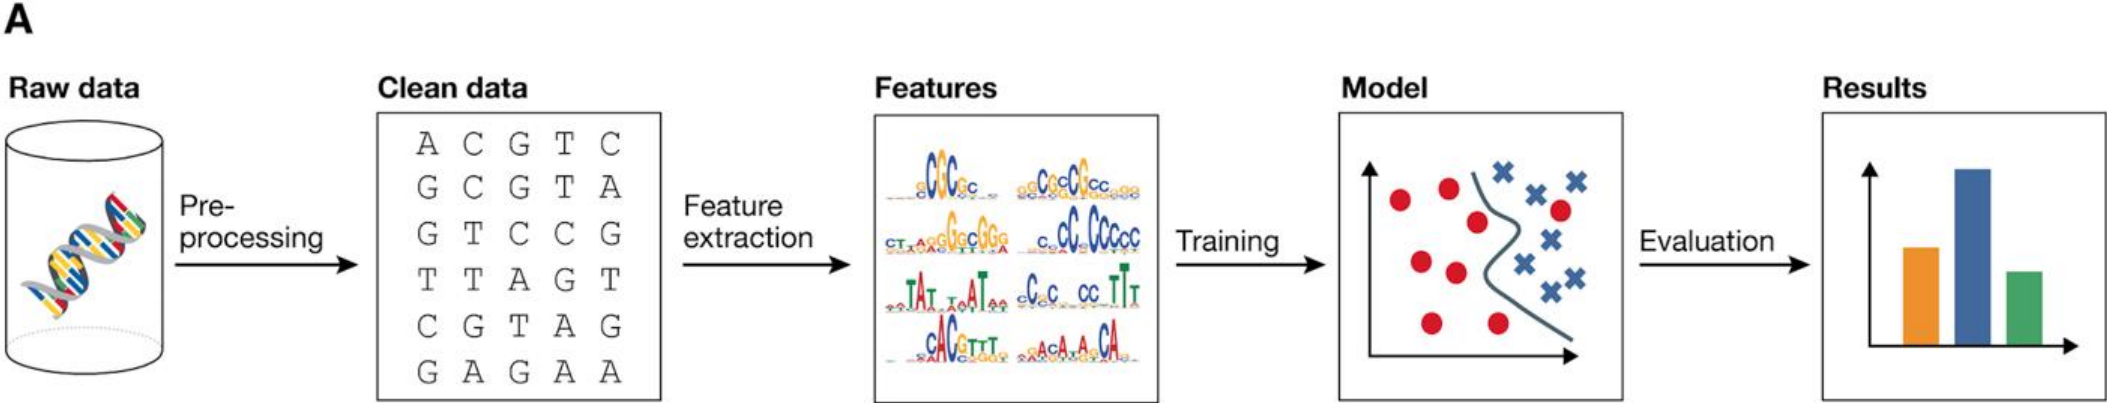 A
Raw data
Pre-
processing
Clean data
A C G T C
G C G T A
G T C C G
T T A G T
C G T A G
G A G A A
Feature
extraction
Features
Training
Model
Evaluation
Results